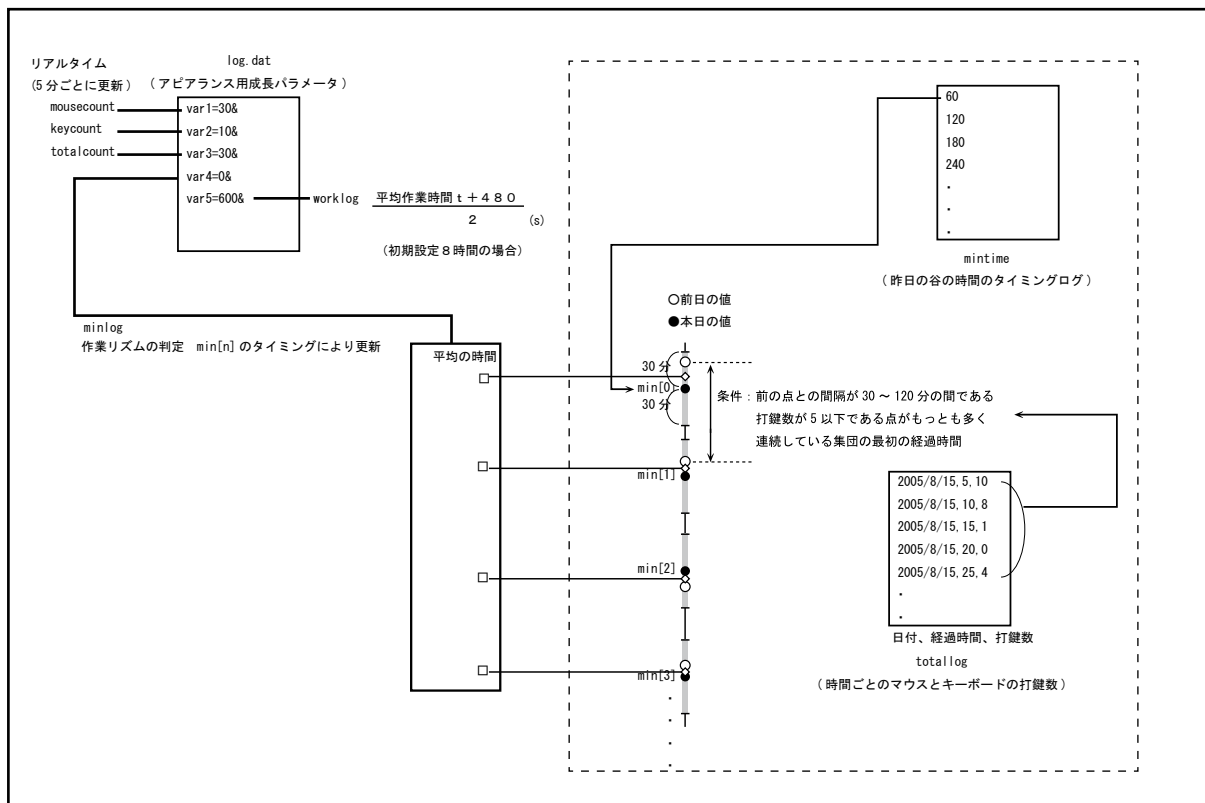 リアルタイム
(5分ごとに更新)
log.dat
(アピアランス用成長パラメータ)
mousecount
keycount
totalcount
var1=30&
var2=10&
var3=30&
var4=0&
var5=600&
worklog
平均作業時間t+480
2
(s)
(初期設定8時間の場合)
60
120
180
240
.
.
.
mintime
(昨日の谷の時間のタイミングログ)
minlog
作業リズムの判定 min[n]のタイミングにより更新
平均の時間
○前日の値
●本日の値
30分
min[0]
30分
min[1]
min[2]
min[3]
.
.
.
.
条件:前の点との間隔が30~120分の間である
打鍵数が5以下である点がもっとも多く
連続している集団の最初の経過時間
2005/8/15,5,10
2005/8/15,10,8
2005/8/15,15,1
2005/8/15,20,0
2005/8/15,25,4
.
.
日付、経過時間、打鍵数
totallog
(時間ごとのマウスとキーボードの打鍵数)